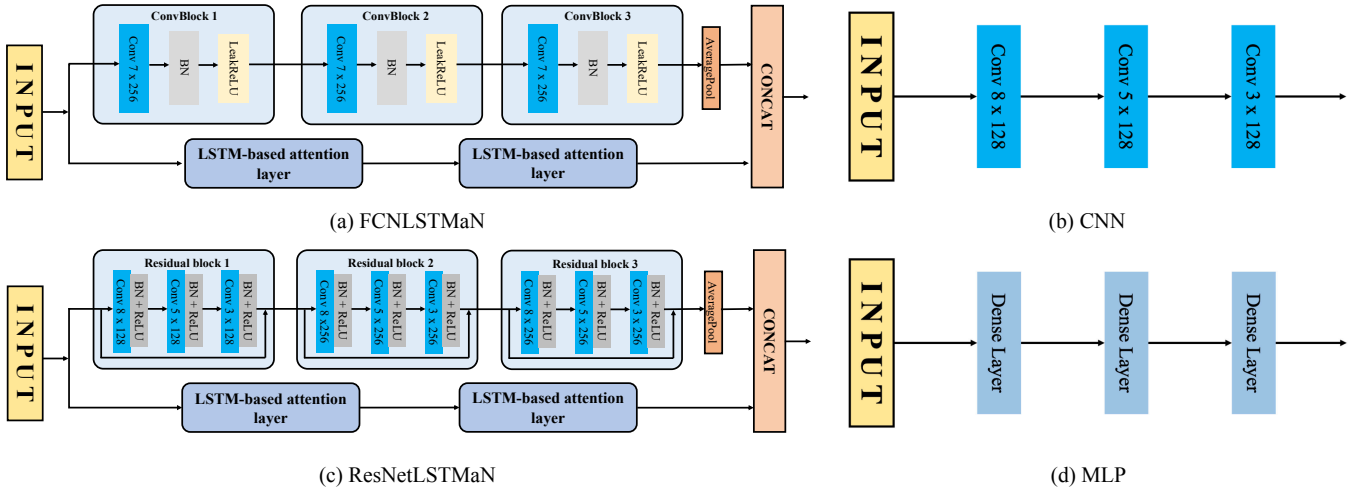 INPUT
ConvBlock 1
Conv 7 x 256
BN
LeakReLU
ConvBlock 2
Conv 7 x 256
BN
LeakReLU
ConvBlock 3
Conv 7 x 256
BN
LeakReLU
AveragePool
CONCAT
LSTM-based attention
layer
LSTM-based attention
layer
(a) FCNLSTMaN
INPUT
Conv 8 x 128
Conv 5 x 128
Conv 3 x 128
(b) CNN
INPUT
Residual block 1
Conv 8 x 128
BN + ReLU
Conv 5 x 128
BN + ReLU
Conv 3 x 128
BN + ReLU
Residual block 2
Conv 8 x256
BN + ReLU
Conv 5 x 256
BN + ReLU
Conv 3 x 256
BN + ReLU
Residual block 3
Conv 8 x 256
BN + ReLU
Conv 5 x 256
BN + ReLU
Conv 3 x 256
BN + ReLU
AveragePool
CONCAT
LSTM-based attention
layer
LSTM-based attention
layer
(c) ResNetLSTMaN
INPUT
Dense Layer
Dense Layer
Dense Layer
(d) MLP